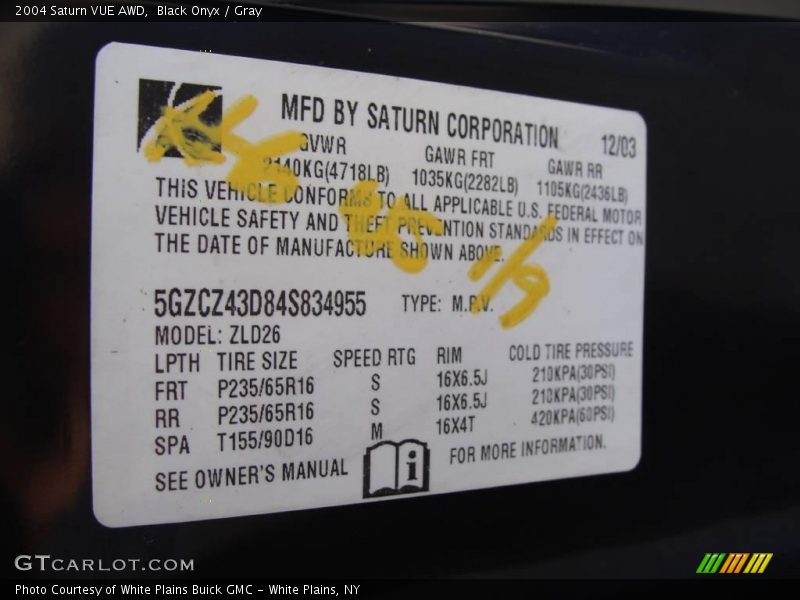 2004 Saturn VUE AWD, Black Onyx / Gray
MFD BY SATURN CORPORATION 12/03
GVWR GAWR FRT GAWR RR
2140KG(4718LB) 1035KG(2282LB) 1105KG(2436LB)
THIS VEHICLE CONFORMS TO ALL APPLICABLE U.S. FEDERAL MOTOR
VEHICLE SAFETY AND THEFT PREVENTION STANDARDS IN EFFECT ON
THE DATE OF MANUFACTURE SHOWN ABOVE.
5GZCZ43D84S834955 TYPE: M.P.V.
MODEL: ZLD26
LPTH TIRE SIZE SPEED RTG RIM COLD TIRE PRESSURE
FRT P235/65R16 S 16X6.5J 210KPA(30PSI)
RR P235/65R16 S 16X6.5J 210KPA(30PSI)
SPA T155/90D16 M 16X4T 420KPA(60PSI)
SEE OWNER'S MANUAL i FOR MORE INFORMATION.
GTCARLOT.COM
Photo Courtesy of White Plains Buick GMC - White Plains, NY